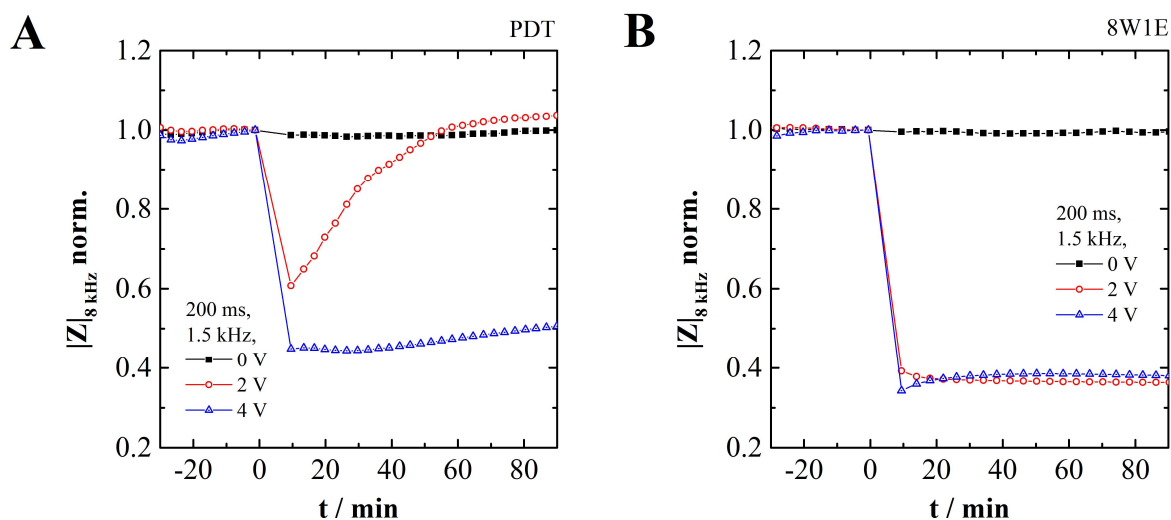 A
PDT
1.2
1.0
0.8
0.6
0.4
0.2
|Z|8 kHz norm.
200 ms,
1.5 kHz,
0 V
2 V
4 V
-20 0 20 40 60 80
t / min
B
8W1E
1.2
1.0
0.8
0.6
0.4
0.2
|Z|8 kHz norm.
200 ms,
1.5 kHz,
0 V
2 V
4 V
-20 0 20 40 60 80
t / min